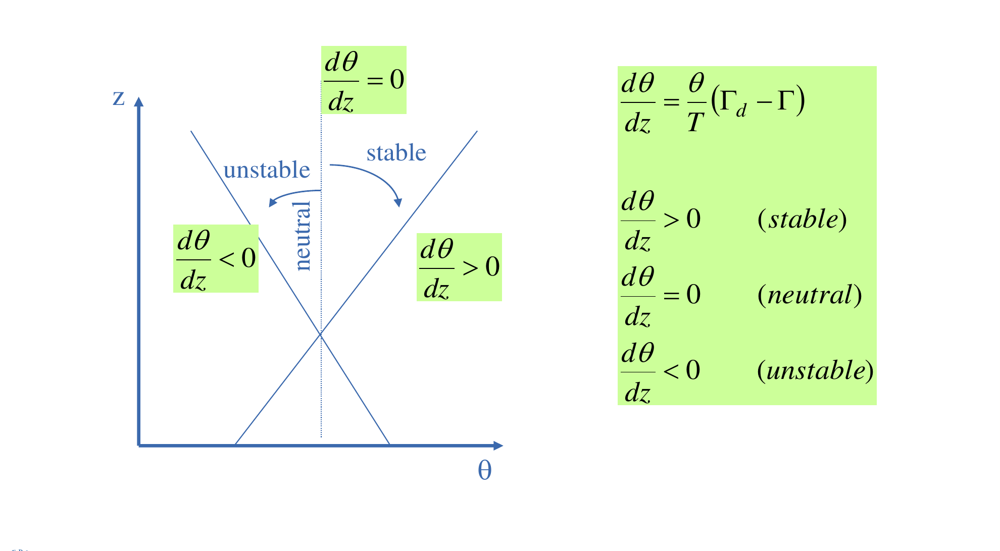 dθ/dz = 0
z
stable
unstable
neutral
dθ/dz < 0
dθ/dz > 0
θ
dθ/dz = θ/T (Γd − Γ)
dθ/dz > 0 (stable)
dθ/dz = 0 (neutral)
dθ/dz < 0 (unstable)